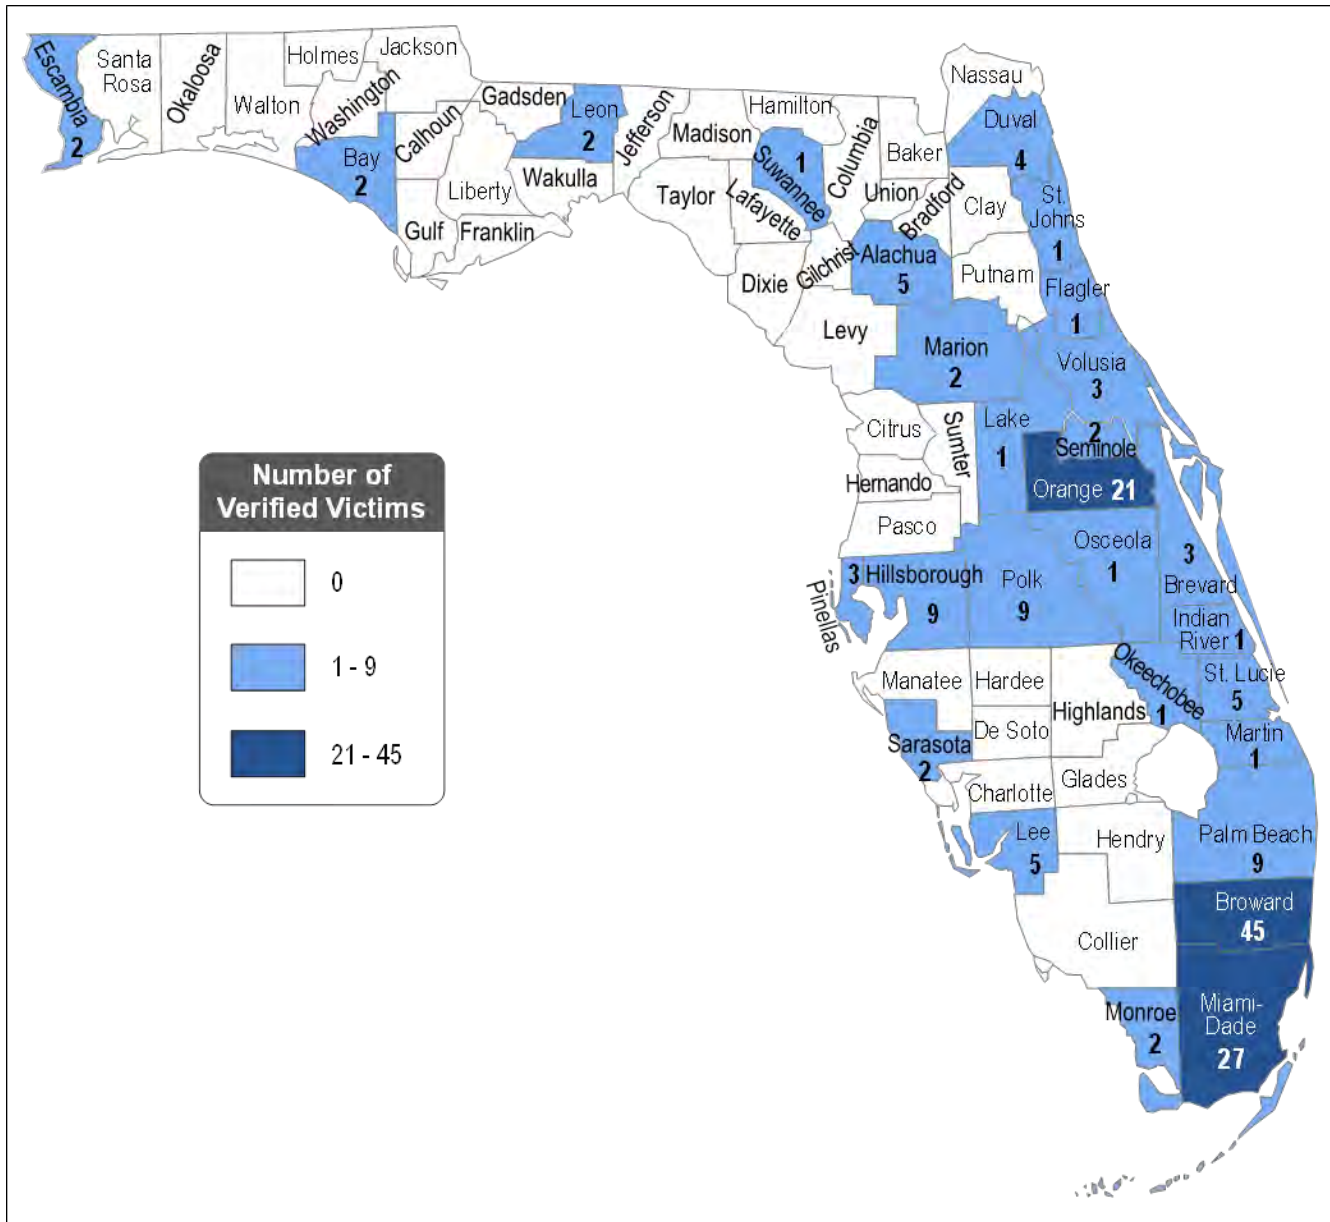 Escambia
2
Santa
Rosa
Okaloosa
Walton
Holmes
Washington
Jackson
Bay
2
Calhoun
Gulf
Liberty
Franklin
Gadsden
Leon
2
Wakulla
Jefferson
Madison
Taylor
Hamilton
1
Suwannee
Lafayette
Dixie
Columbia
Gilchrist
Baker
Union
Bradford
Nassau
Duval
4
Clay
St.
Johns
1
Alachua
5
Putnam
Flagler
1
Levy
Marion
2
Volusia
3
Citrus
Sumter
Lake
1
2
Seminole
Orange 21
Hernando
Pasco
Osceola
1
3
Brevard
Pinellas
3
Hillsborough
9
Polk
9
Indian
River 1
Okeechobee
1
St. Lucie
5
Manatee
Hardee
Highlands
De Soto
Sarasota
2
Martin
1
Charlotte
Glades
Lee
5
Hendry
Palm Beach
9
Broward
45
Collier
Monroe
2
Miami-
Dade
27
Number of
Verified Victims
0
1 - 9
21 - 45